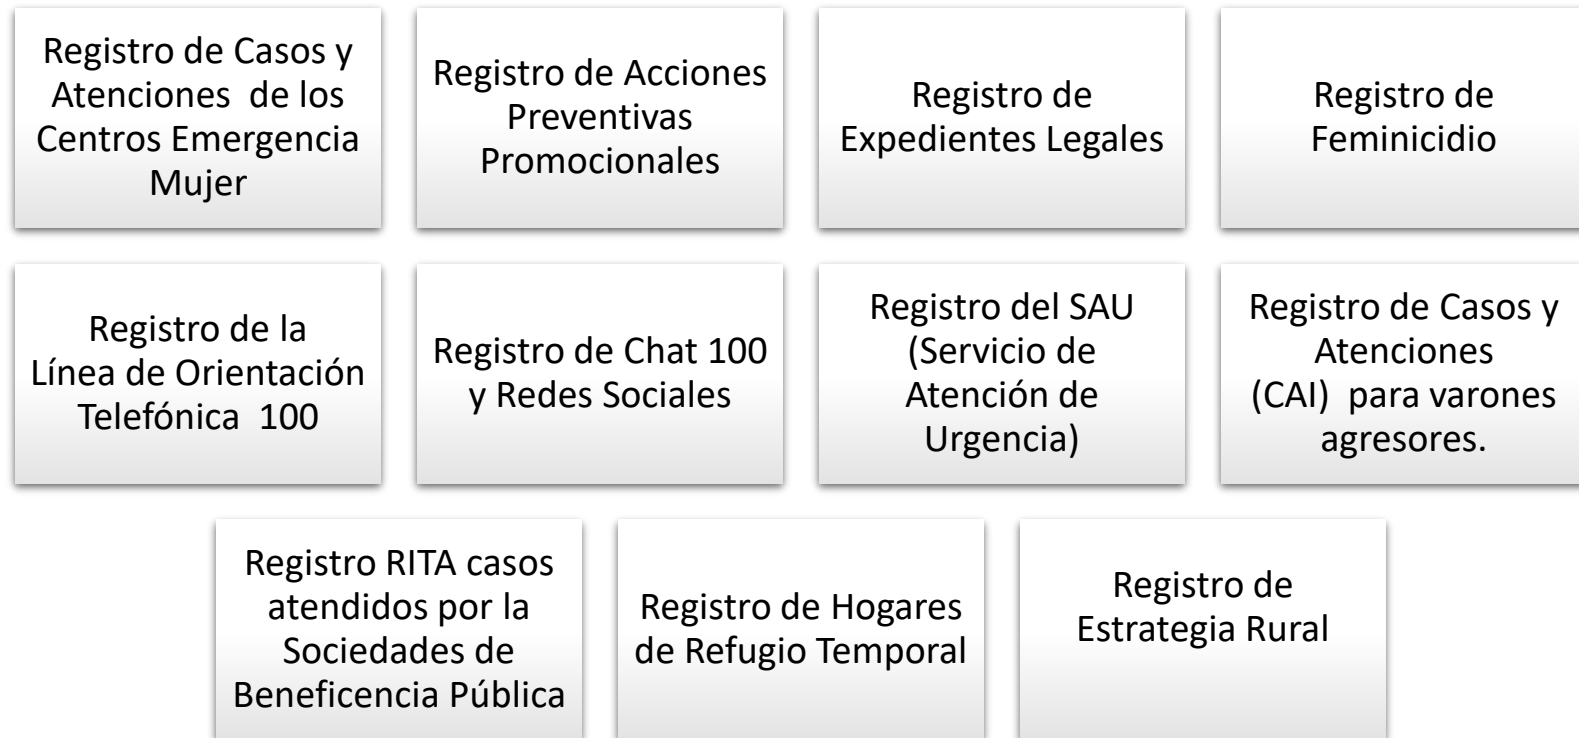 Registro de Casos y
Atenciones de los
Centros Emergencia
Mujer
Registro de Acciones
Preventivas
Promocionales
Registro de
Expedientes Legales
Registro de
Feminicidio
Registro de la
Línea de Orientación
Telefónica 100
Registro de Chat 100
y Redes Sociales
Registro del SAU
(Servicio de
Atención de
Urgencia)
Registro de Casos y
Atenciones
(CAI) para varones
agresores.
Registro RITA casos
atendidos por la
Sociedades de
Beneficencia Pública
Registro de Hogares
de Refugio Temporal
Registro de
Estrategia Rural